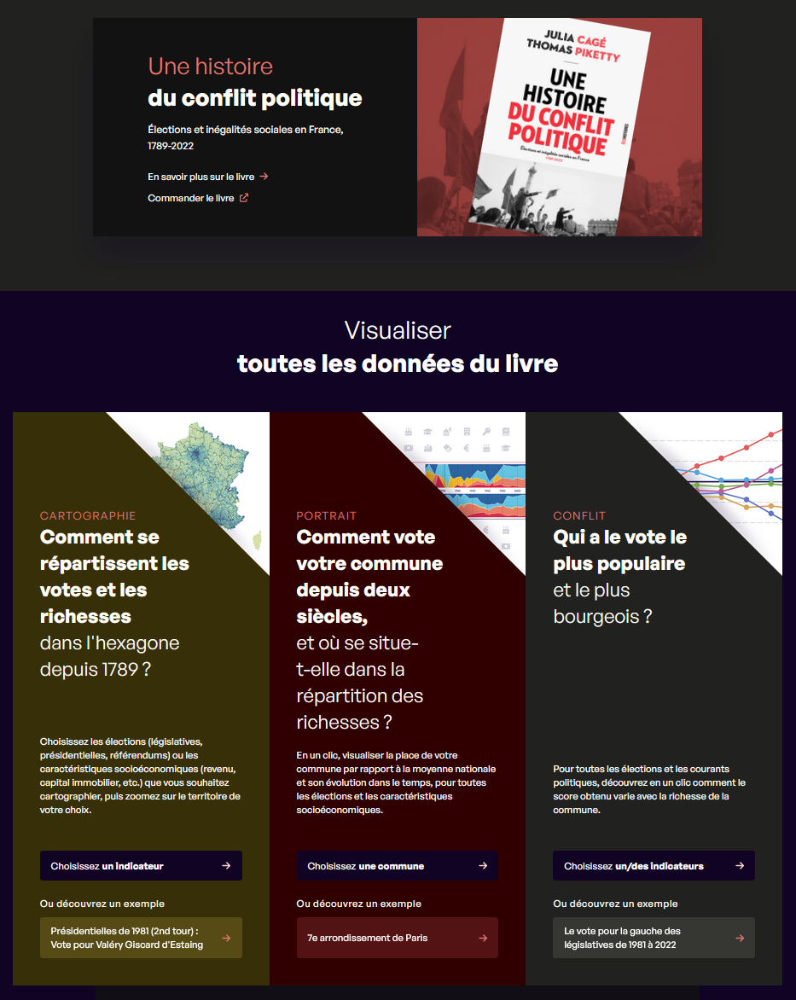 Une histoire
du conflit politique
Élections et inégalités sociales en France,
1789-2022
En savoir plus sur le livre
Commander le livre
JULIA CAGÉ
THOMAS PIKETTY
UNE
HISTOIRE
DU CONFLIT
POLITIQUE
Élections et inégalités sociales en France
1789-2022
Visualiser
toutes les données du livre
CARTOGRAPHIE
Comment se
répartissent les
votes et les
richesses
dans l'hexagone
depuis 1789 ?
Choisissez les élections (législatives,
présidentielles, référendums) ou les
caractéristiques socioéconomiques (revenu,
capital immobilier, etc.) que vous souhaitez
cartographier, puis zoomez sur le territoire de
votre choix.
Choisissez un indicateur
Ou découvrez un exemple
Présidentielles de 1981 (2nd tour) :
Vote pour Valéry Giscard d'Estaing
PORTRAIT
Comment vote
votre commune
depuis deux
siècles,
et où se situe-
t-elle dans la
répartition des
richesses ?
En un clic, visualiser la place de votre
commune par rapport à la moyenne nationale
et son évolution dans le temps, pour toutes
les élections et les caractéristiques
socioéconomiques.
Choisissez une commune
Ou découvrez un exemple
7e arrondissement de Paris
CONFLIT
Qui a le vote le
plus populaire
et le plus
bourgeois ?
Pour toutes les élections et les courants
politiques, découvrez en un clic comment le
score obtenu varie avec la richesse de la
commune.
Choisissez un/des indicateurs
Ou découvrez un exemple
Le vote pour la gauche des
législatives de 1981 à 2022